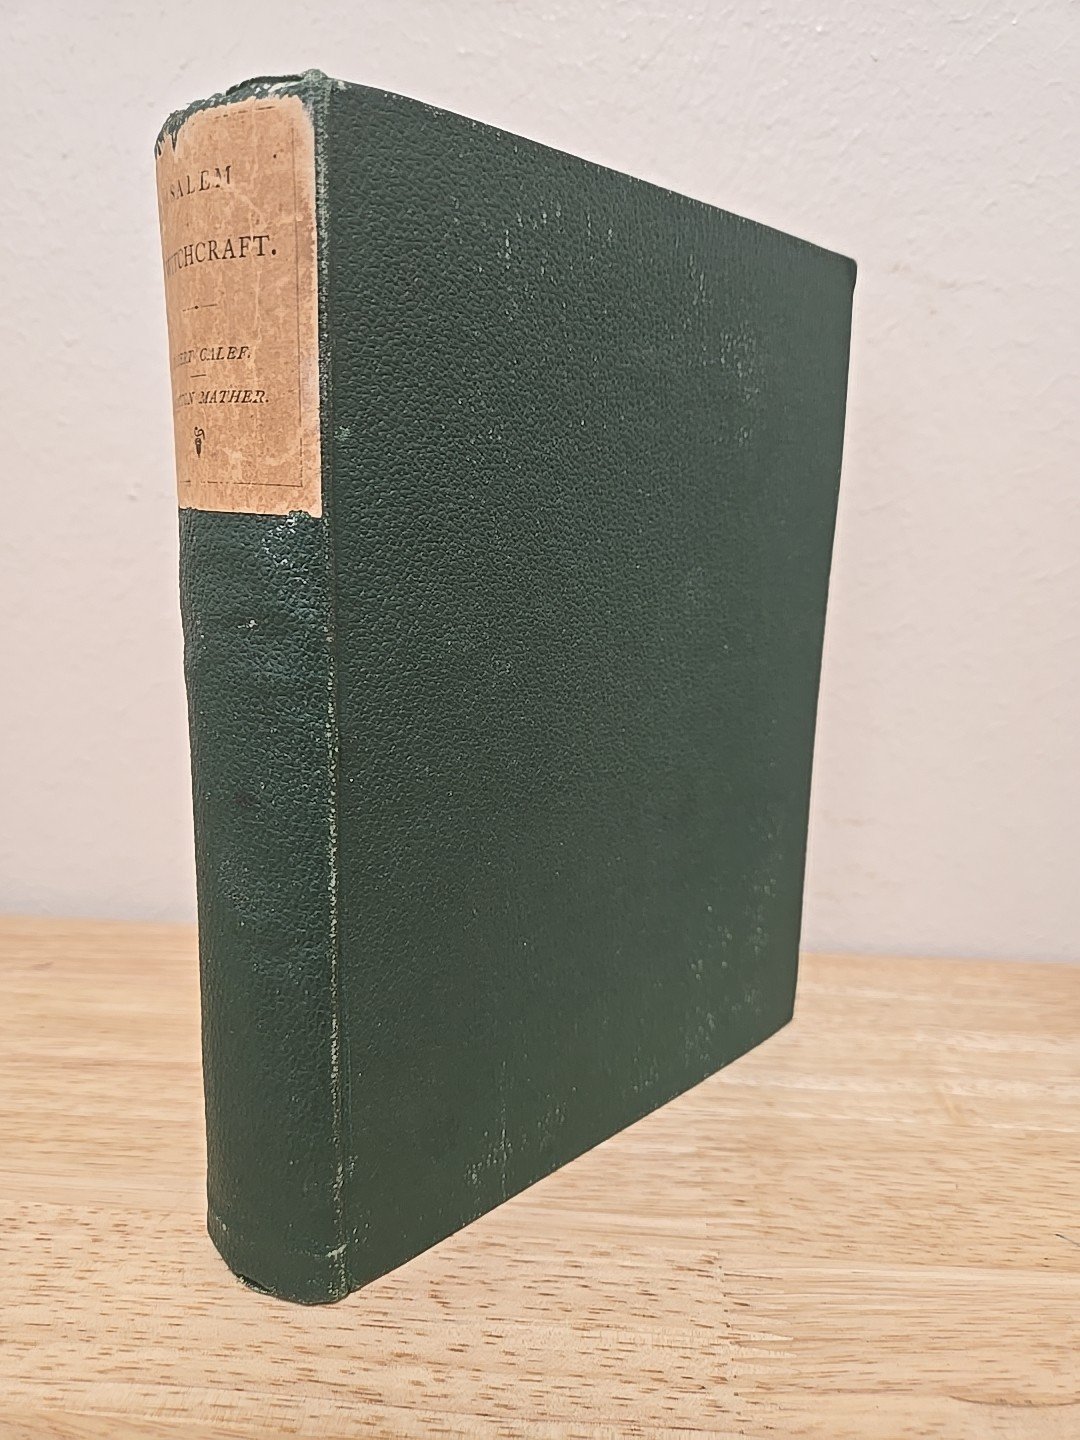 SALEM
WITCHCRAFT.
CALEF.
MATHER.